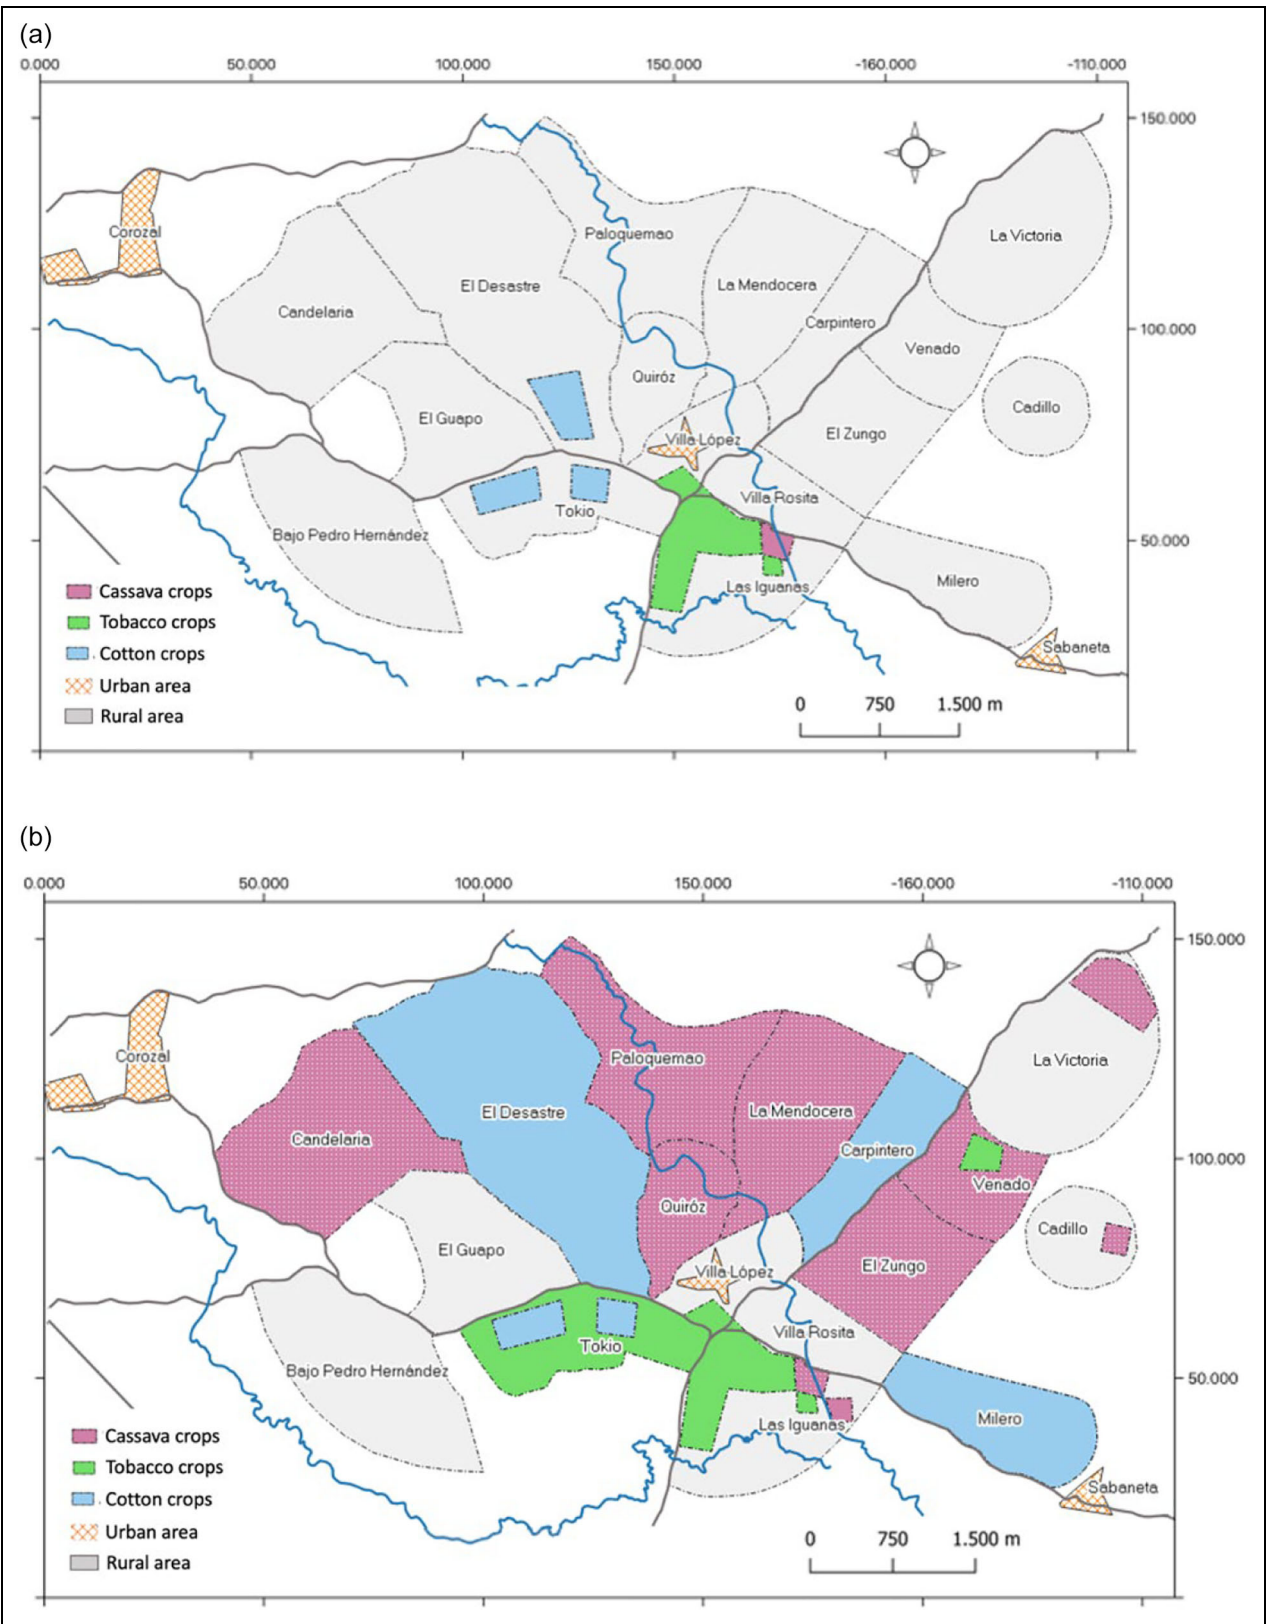 (a)
0.000 50.000 100.000 150.000 -160.000 -110.000
150.000
Corozal
Paloquemao
La Victoria
El Desastre
La Mendocera
Candelaria
Carpintero
100.000
Venado
Quiróz
Cadillo
El Guapo
El Zungo
Villa López
Villa Rosita
Tokio
Bajo Pedro Hernández
50.000
Milero
Las Iguanas
Cassava crops
Tobacco crops
Cotton crops
Urban area
Rural area
Sabaneta
0 750 1.500 m
(b)
0.000 50.000 100.000 150.000 -160.000 -110.000
150.000
Corozal
Paloquemao
La Victoria
El Desastre
La Mendocera
Candelaria
Carpintero
100.000
Venado
Quiróz
Cadillo
El Guapo
El Zungo
Villa López
Villa Rosita
Tokio
Bajo Pedro Hernández
50.000
Milero
Las Iguanas
Cassava crops
Tobacco crops
Cotton crops
Urban area
Rural area
Sabaneta
0 750 1.500 m